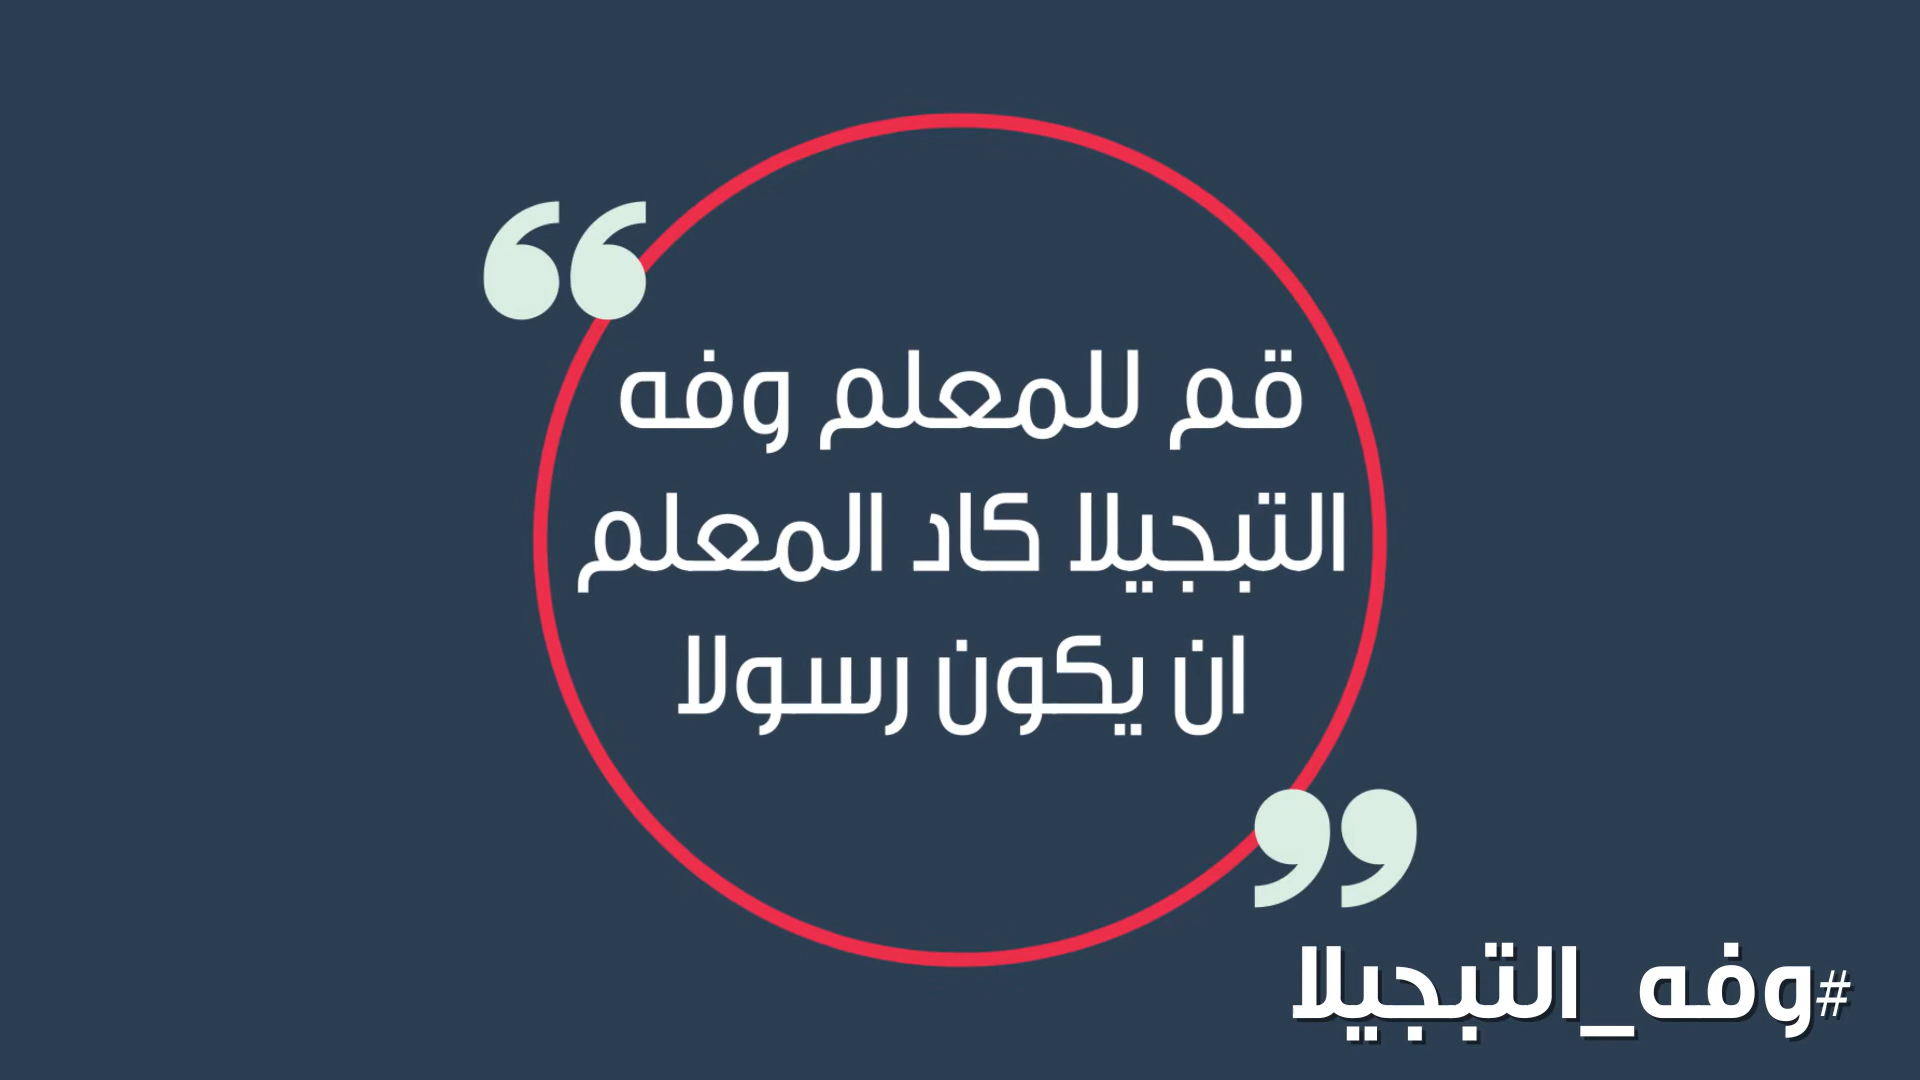 قم للمعلم وفه
التبجيلا كاد المعلم
ان يكون رسولا
#وفه_التبجيلا